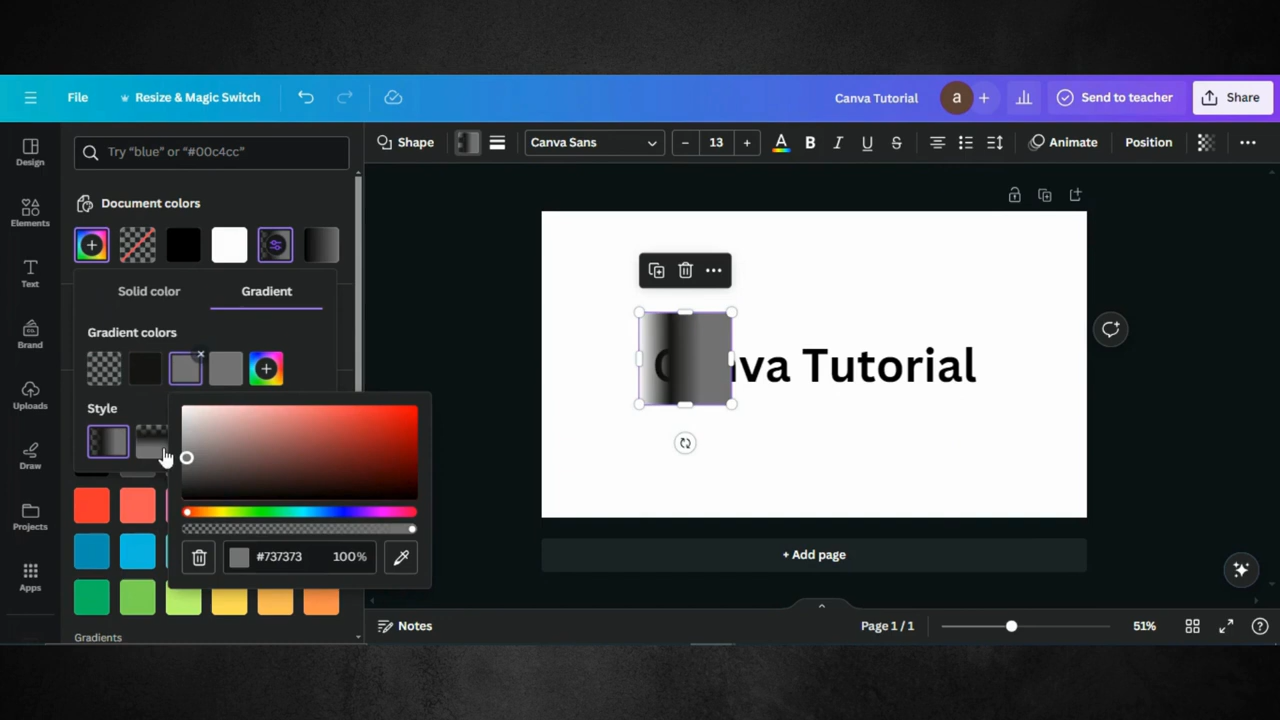 File
Resize & Magic Switch
Canva Tutorial
a
Send to teacher
Share
Design
Elements
Text
Brand
Uploads
Draw
Projects
Apps
Try “blue” or “#00c4cc”
Document colors
Solid color
Gradient
Gradient colors
Style
#737373
100%
Gradients
Shape
Canva Sans
13
A
B
I
U
S
Animate
Position
Canva Tutorial
+ Add page
Notes
Page 1 / 1
51%